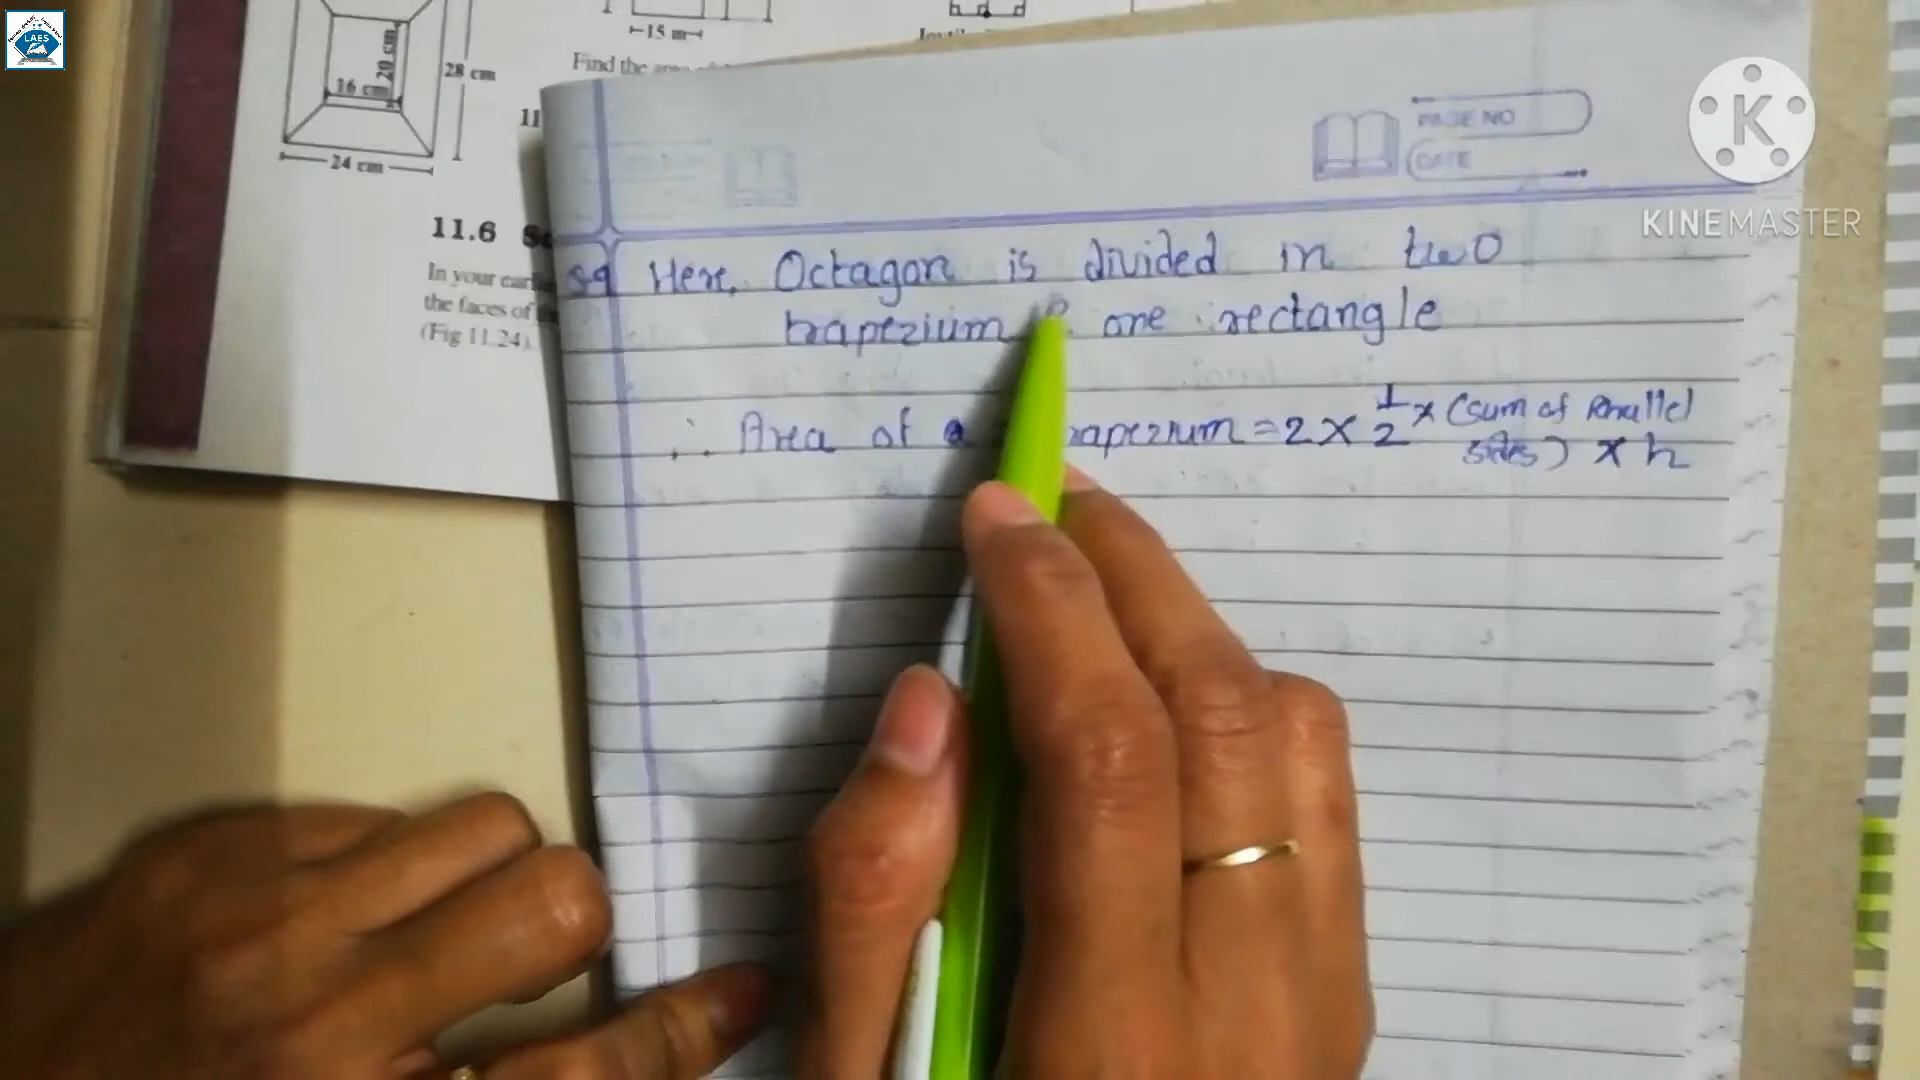 LAES
20 cm
28 cm
16 cm
24 cm
15 m
Find the
11
11.6
In your
the faces of
(Fig 11.24).
PAGE NO
DATE
K
KINEMASTER
Here, Octagon is divided in two
trapezium one rectangle
∴ Area of trapezium = 2 × 1/2 × (sum of
sides) × h